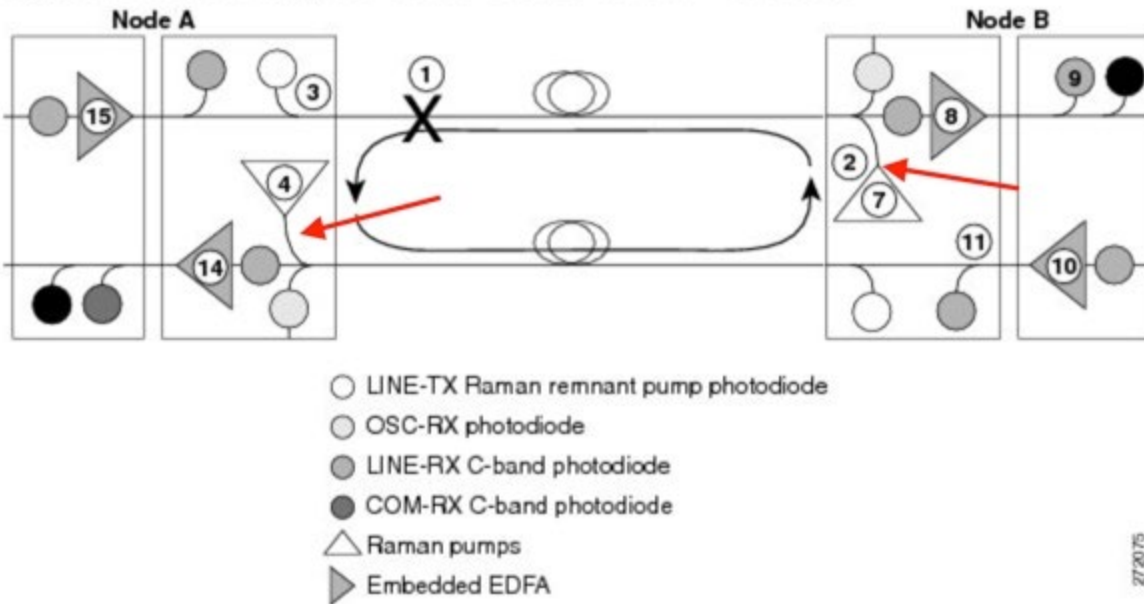 Node A
Node B
1
3
9
15
8
2
4
7
11
14
10
LINE-TX Raman remnant pump photodiode
OSC-RX photodiode
LINE-RX C-band photodiode
COM-RX C-band photodiode
Raman pumps
Embedded EDFA
272075